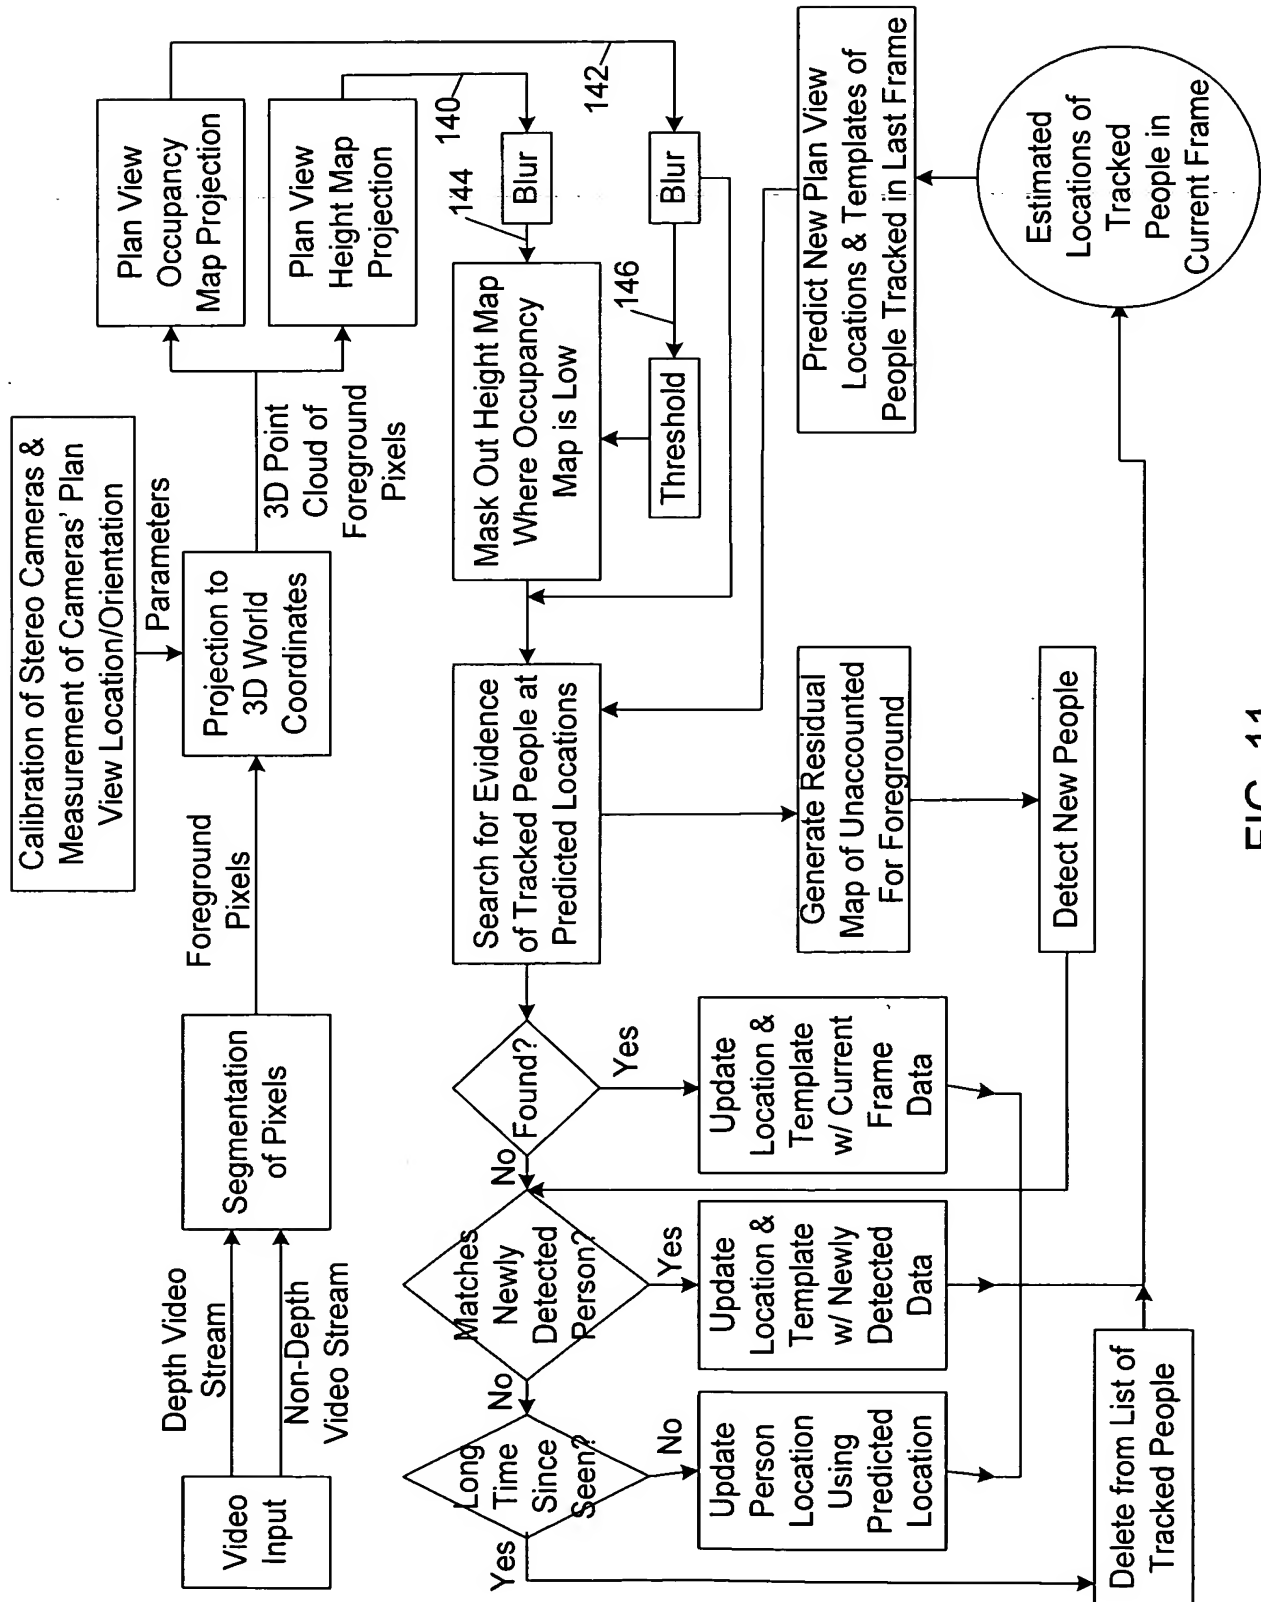 Calibration of Stereo Cameras &
Measurement of Cameras' Plan
View Location/Orientation
Parameters
Video
Input
Depth Video
Stream
Non-Depth
Video Stream
Segmentation
of Pixels
Foreground
Pixels
Projection to
3D World
Coordinates
3D Point
Cloud of
Foreground
Pixels
Plan View
Occupancy
Map Projection
Plan View
Height Map
Projection
140
142
144
Blur
Blur
146
Threshold
Mask Out Height Map
Where Occupancy
Map is Low
Search for Evidence
of Tracked People at
Predicted Locations
Found?
Yes
No
Matches
Newly
Detected
Person?
Yes
No
Long
Time
Since
Seen?
No
Yes
Update
Location &
Template
w/ Current
Frame
Data
Update
Location &
Template
w/ Newly
Detected
Data
Update
Person
Location
Using
Predicted
Location
Generate Residual
Map of Unaccounted
For Foreground
Detect New People
Predict New Plan View
Locations & Templates of
People Tracked in Last Frame
Estimated
Locations of
Tracked
People in
Current Frame
Delete from List of
Tracked People
FIG. 11